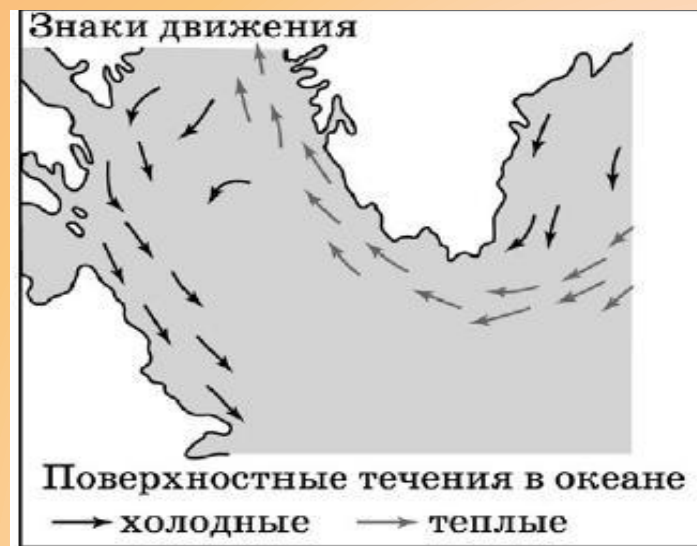 Знаки движения
Поверхностные течения в океане
холодные теплые